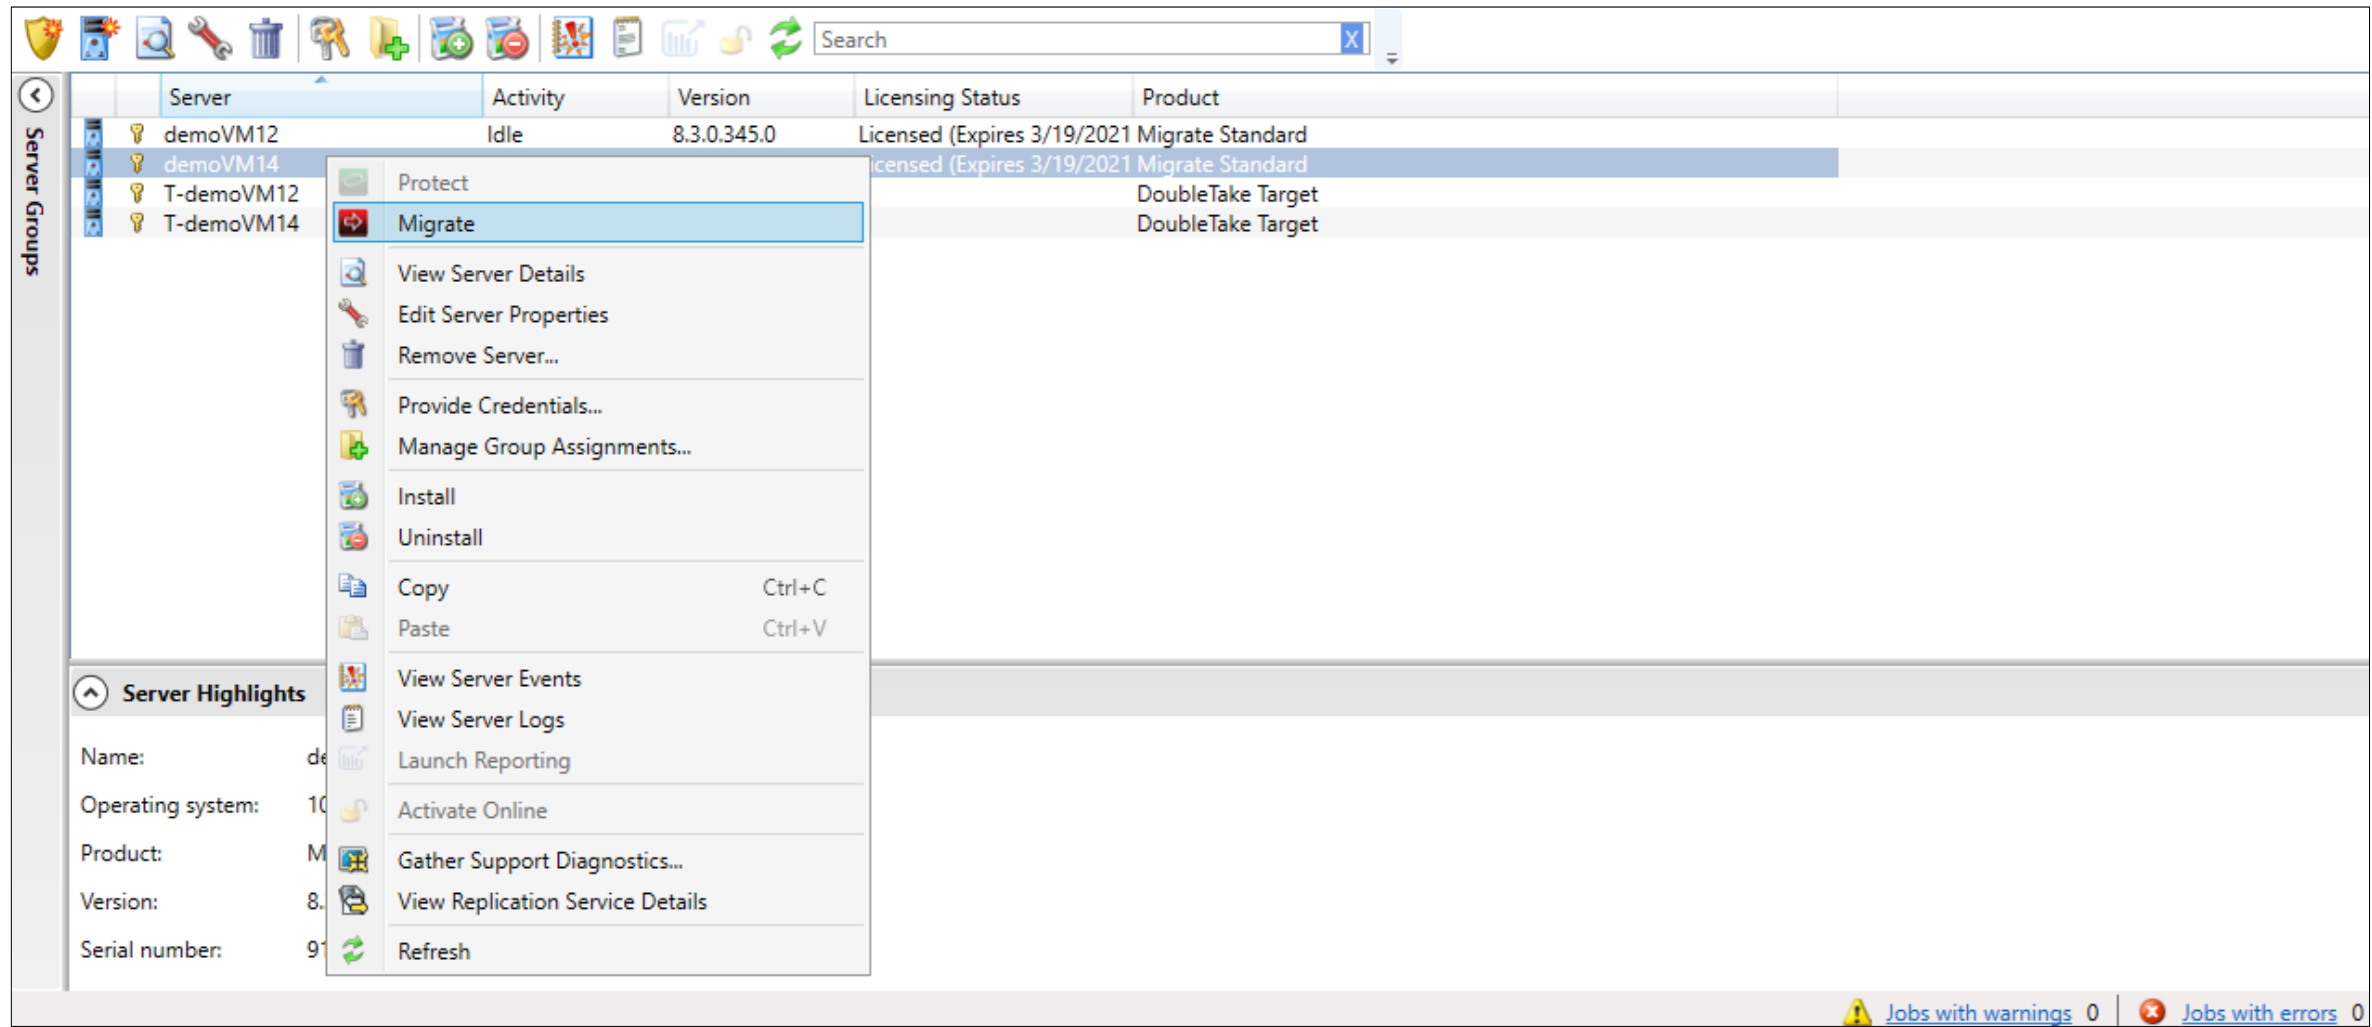 Search X
Server Groups
Server Activity Version Licensing Status Product
demoVM12 Idle 8.3.0.345.0 Licensed (Expires 3/19/2021 Migrate Standard
demoVM14 icensed (Expires 3/19/2021 Migrate Standard
T-demoVM12 DoubleTake Target
T-demoVM14 DoubleTake Target
Protect
Migrate
View Server Details
Edit Server Properties
Remove Server...
Provide Credentials...
Manage Group Assignments...
Install
Uninstall
Copy Ctrl+C
Paste Ctrl+V
View Server Events
View Server Logs
Launch Reporting
Activate Online
Gather Support Diagnostics...
View Replication Service Details
Refresh
Server Highlights
Name: de
Operating system: 10
Product: M
Version: 8.
Serial number: 91
Jobs with warnings 0 Jobs with errors 0